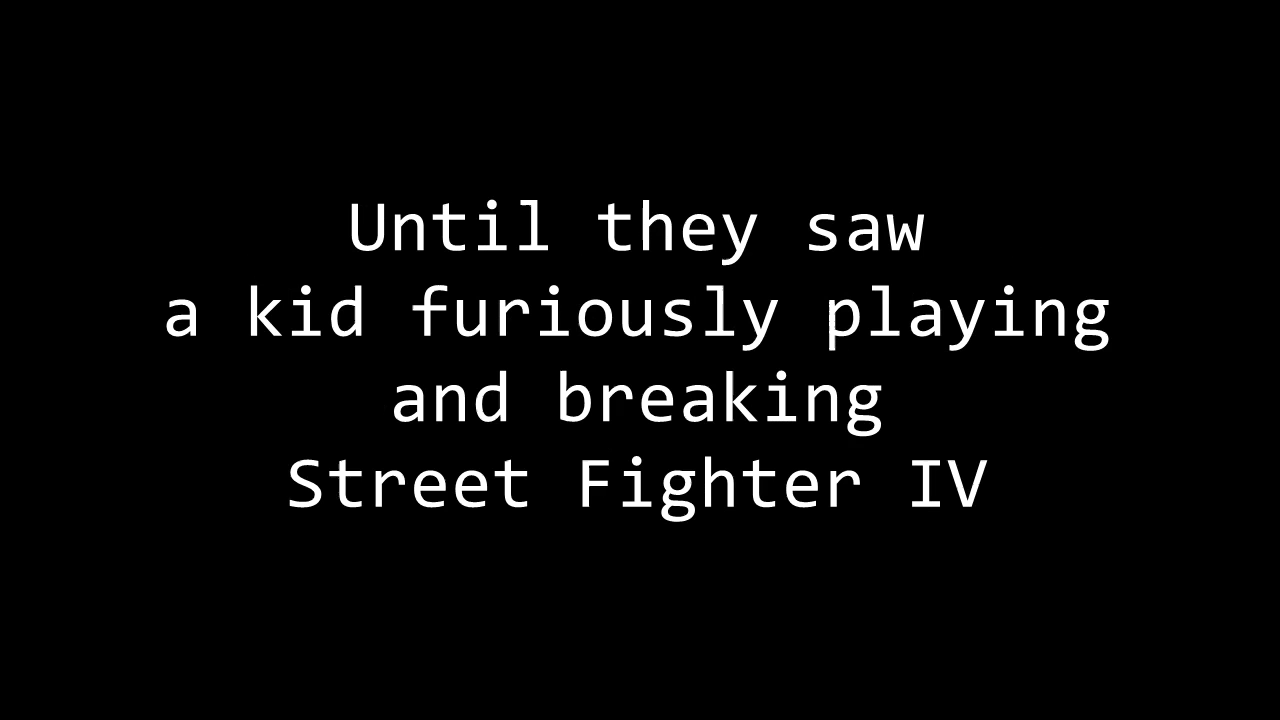 Until they saw
a kid furiously playing
and breaking
Street Fighter IV